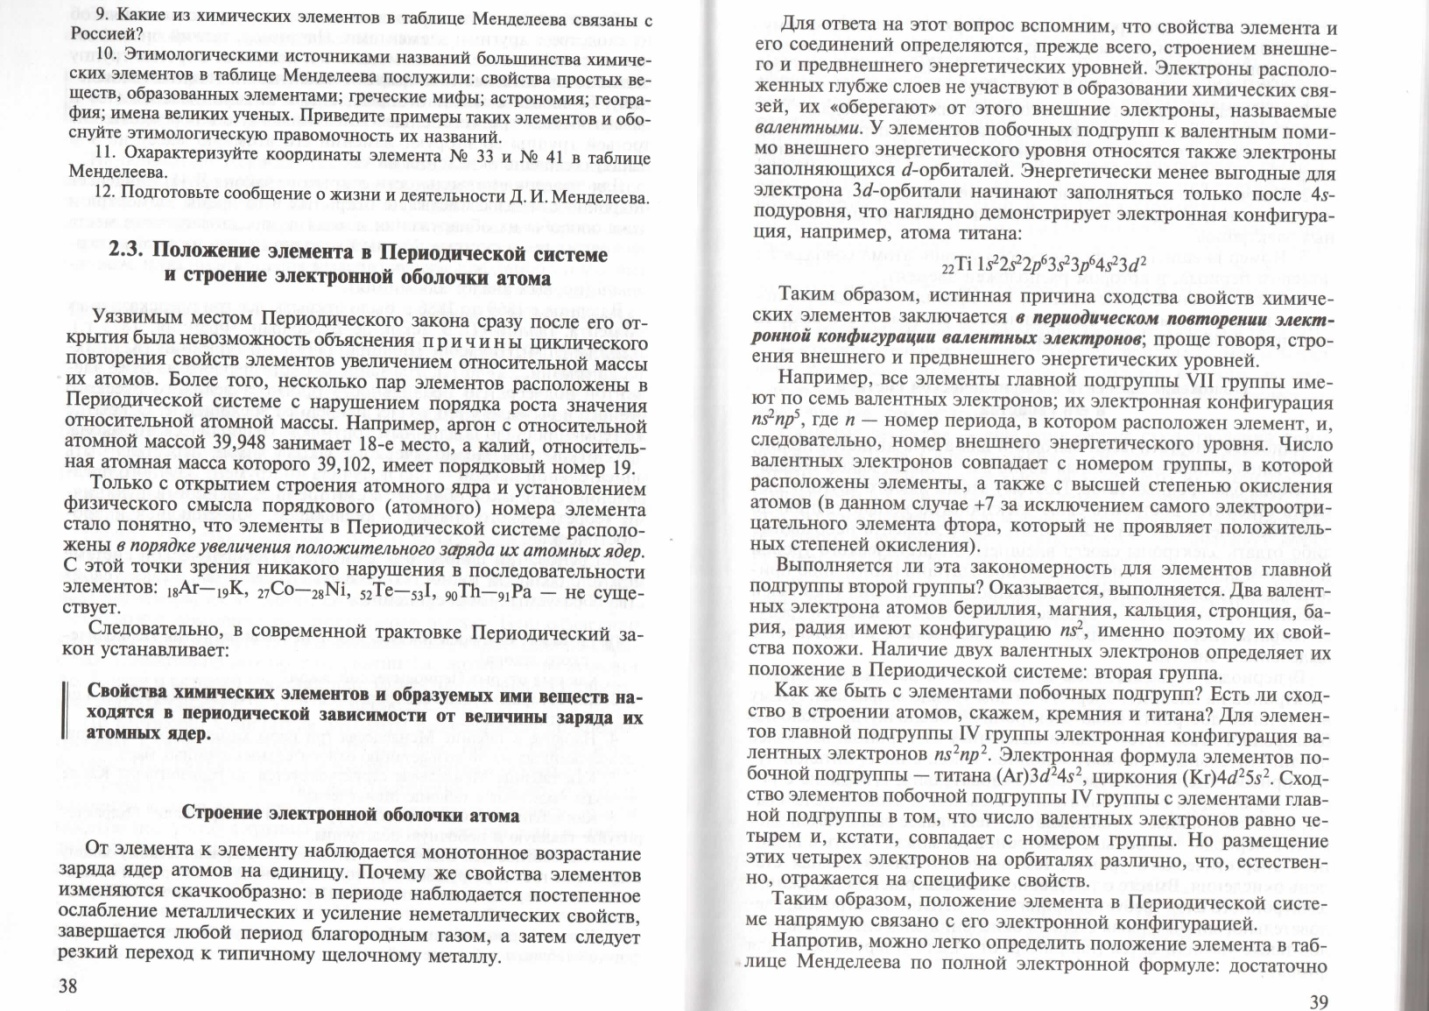 9. Какие из химических элементов в таблице Менделеева связаны с
Россией?
10. Этимологическими источниками названий большинства химиче-
ских элементов в таблице Менделеева послужили: свойства простых ве-
ществ, образованных элементами; греческие мифы; астрономия; геогра-
фия; имена великих ученых. Приведите примеры таких элементов и обо-
снуйте этимологическую правомочность их названий.
11. Охарактеризуйте координаты элемента № 33 и № 41 в таблице
Менделеева.
12. Подготовьте сообщение о жизни и деятельности Д. И. Менделеева.
2.3. Положение элемента в Периодической системе
и строение электронной оболочки атома
Уязвимым местом Периодического закона сразу после его от-
крытия была невозможность объяснения причины циклического
повторения свойств элементов увеличением относительной массы
их атомов. Более того, несколько пар элементов расположены в
Периодической системе с нарушением порядка роста значения
относительной атомной массы. Например, аргон с относительной
атомной массой 39,948 занимает 18-е место, а калий, относитель-
ная атомная масса которого 39,102, имеет порядковый номер 19.
Только с открытием строения атомного ядра и установлением
физического смысла порядкового (атомного) номера элемента
стало понятно, что элементы в Периодической системе располо-
жены в порядке увеличения положительного заряда их атомных ядер.
С этой точки зрения никакого нарушения в последовательности
элементов: ₁₈Ar—₁₉K, ₂₇Co—₂₈Ni, ₅₂Te—₅₃I, ₉₀Th—₉₁Pa — не суще-
ствует.
Следовательно, в современной трактовке Периодический за-
кон устанавливает:
Свойства химических элементов и образуемых ими веществ на-
ходятся в периодической зависимости от величины заряда их
атомных ядер.
Строение электронной оболочки атома
От элемента к элементу наблюдается монотонное возрастание
заряда ядер атомов на единицу. Почему же свойства элементов
изменяются скачкообразно: в периоде наблюдается постепенное
ослабление металлических и усиление неметаллических свойств,
завершается любой период благородным газом, а затем следует
резкий переход к типичному щелочному металлу.
38
Для ответа на этот вопрос вспомним, что свойства элемента и
его соединений определяются, прежде всего, строением внешне-
го и предвнешнего энергетических уровней. Электроны располо-
женных глубже слоев не участвуют в образовании химических свя-
зей, их «оберегают» от этого внешние электроны, называемые
валентными. У элементов побочных подгрупп к валентным поми-
мо внешнего энергетического уровня относятся также электроны
заполняющихся d-орбиталей. Энергетически менее выгодные для
электрона 3d-орбитали начинают заполняться только после 4s-
подуровня, что наглядно демонстрирует электронная конфигура-
ция, например, атома титана:
₂₂Ti 1s²2s²2p⁶3s²3p⁶4s²3d²
Таким образом, истинная причина сходства свойств химиче-
ских элементов заключается в периодическом повторении элект-
ронной конфигурации валентных электронов; проще говоря, стро-
ения внешнего и предвнешнего энергетических уровней.
Например, все элементы главной подгруппы VII группы име-
ют по семь валентных электронов; их электронная конфигурация
ns²np⁵, где n — номер периода, в котором расположен элемент, и,
следовательно, номер внешнего энергетического уровня. Число
валентных электронов совпадает с номером группы, в которой
расположены элементы, а также с высшей степенью окисления
атомов (в данном случае +7 за исключением самого электроотри-
цательного элемента фтора, который не проявляет положитель-
ных степеней окисления).
Выполняется ли эта закономерность для элементов главной
подгруппы второй группы? Оказывается, выполняется. Два валент-
ных электрона атомов бериллия, магния, кальция, стронция, ба-
рия, радия имеют конфигурацию ns², именно поэтому их свой-
ства похожи. Наличие двух валентных электронов определяет их
положение в Периодической системе: вторая группа.
Как же быть с элементами побочных подгрупп? Есть ли сход-
ство в строении атомов, скажем, кремния и титана? Для элемен-
тов главной подгруппы IV группы электронная конфигурация ва-
лентных электронов ns²np². Электронная формула элементов по-
бочной подгруппы — титана (Ar)3d²4s², циркония (Kr)4d²5s². Сход-
ство элементов побочной подгруппы IV группы с элементами глав-
ной подгруппы в том, что число валентных электронов равно че-
тырем и, кстати, совпадает с номером группы. Но размещение
этих четырех электронов на орбиталях различно, что, естествен-
но, отражается на специфике свойств.
Таким образом, положение элемента в Периодической систе-
ме напрямую связано с его электронной конфигурацией.
Напротив, можно легко определить положение элемента в таб-
лице Менделеева по полной электронной формуле: достаточно
39